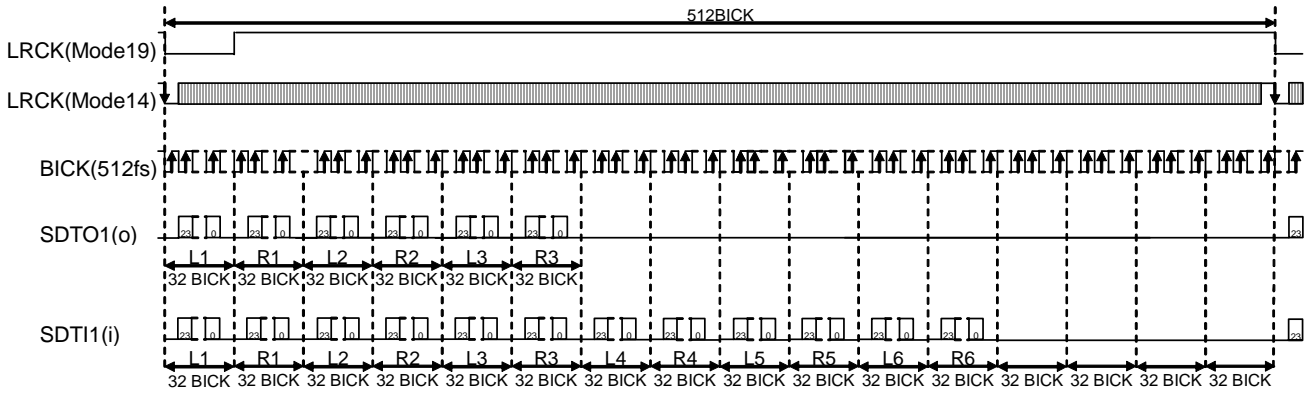 512BICK
LRCK(Mode19)
LRCK(Mode14)
BICK(512fs)
SDTO1(o)
23 0 23 0 23 0 23 0 23 0 23 0 23
L1 R1 L2 R2 L3 R3
32 BICK 32 BICK 32 BICK 32 BICK 32 BICK 32 BICK
SDTI1(i)
23 0 23 0 23 0 23 0 23 0 23 0 23 0 23 0 23 0 23 0 23 0 23 0 23
L1 R1 L2 R2 L3 R3 L4 R4 L5 R5 L6 R6
32 BICK 32 BICK 32 BICK 32 BICK 32 BICK 32 BICK 32 BICK 32 BICK 32 BICK 32 BICK 32 BICK 32 BICK 32 BICK 32 BICK 32 BICK 32 BICK